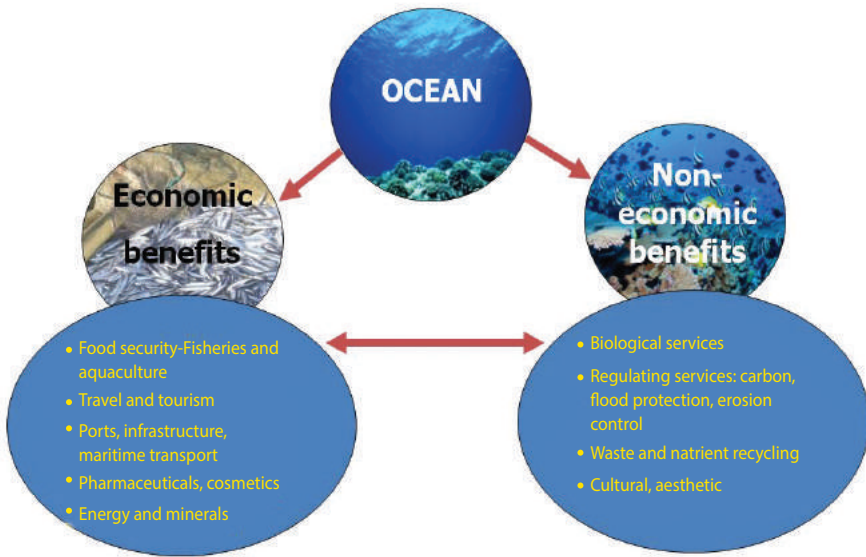 OCEAN
Economic
benefits
Non-
economic
benefits
• Food security-Fisheries and
aquaculture
• Travel and tourism
• Ports, infrastructure,
maritime transport
• Pharmaceuticals, cosmetics
• Energy and minerals
• Biological services
• Regulating services: carbon,
flood protection, erosion
control
• Waste and natrient recycling
• Cultural, aesthetic